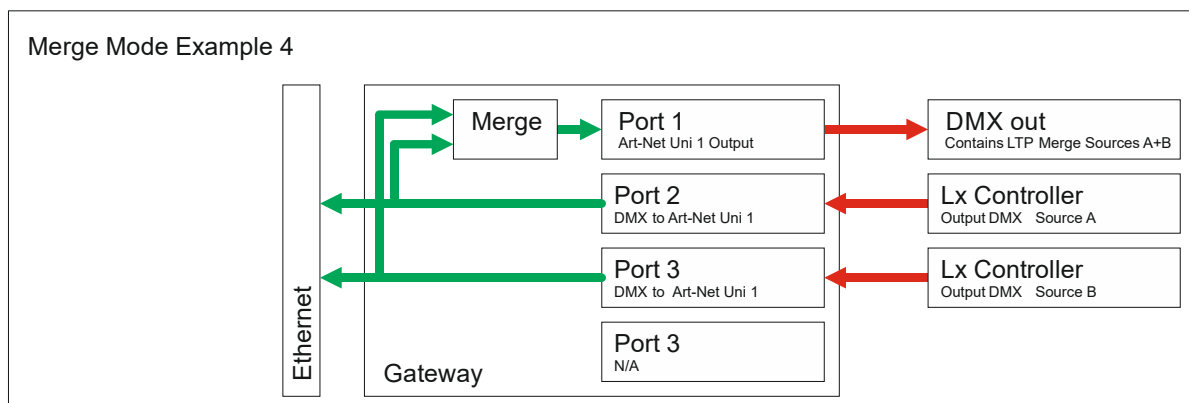 Merge Mode Example 4
Ethernet
Gateway
Merge
Port 1
Art-Net Uni 1 Output
DMX out
Contains LTP Merge Sources A+B
Port 2
DMX to Art-Net Uni 1
Lx Controller
Output DMX Source A
Port 3
DMX to Art-Net Uni 1
Lx Controller
Output DMX Source B
Port 3
N/A